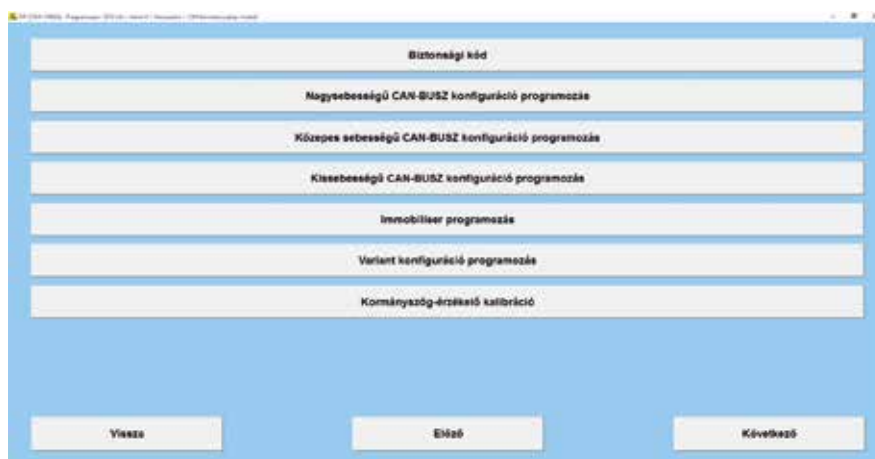 Biztonsági kód
Nagysebességű CAN-BUSZ konfiguráció programozás
Közepes sebességű CAN-BUSZ konfiguráció programozás
Kissebességű CAN-BUSZ konfiguráció programozás
Immobiliser programozás
Variant konfiguráció programozás
Kormányszög-érzékelő kalibráció
Vissza
Előző
Következő